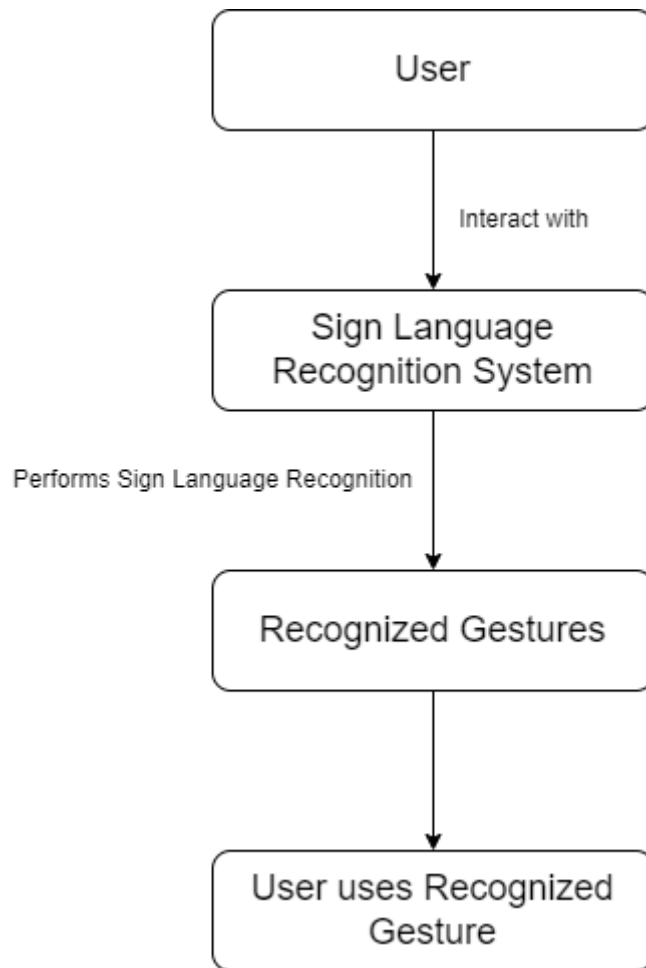 User
Interact with
Sign Language
Recognition System
Performs Sign Language Recognition
Recognized Gestures
User uses Recognized
Gesture